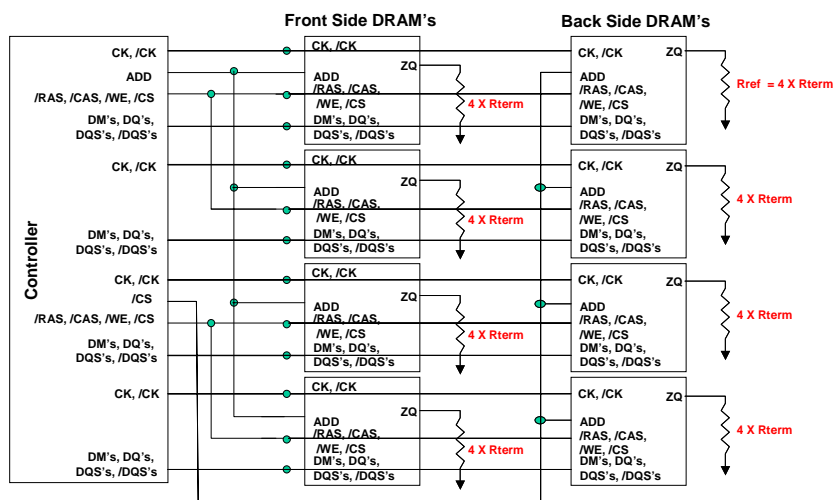 Front Side DRAM's
Back Side DRAM's
Controller
CK, /CK
ADD
/RAS, /CAS, /WE, /CS
DM's, DQ's,
DQS's, /DQS's
CK, /CK
DM's, DQ's,
DQS's, /DQS's
CK, /CK
/CS
/RAS, /CAS, /WE, /CS
DM's, DQ's,
DQS's, /DQS's
CK, /CK
DM's, DQ's,
DQS's, /DQS's
CK, /CK
ZQ
ADD
/RAS, /CAS,
/WE, /CS
DM's, DQ's,
DQS's, /DQS's
4 X Rterm
CK, /CK
ZQ
ADD
/RAS, /CAS,
/WE, /CS
DM's, DQ's,
DQS's, /DQS's
4 X Rterm
CK, /CK
ZQ
ADD
/RAS, /CAS,
/WE, /CS
DM's, DQ's,
DQS's, /DQS's
4 X Rterm
CK, /CK
ZQ
ADD
/RAS, /CAS,
/WE, /CS
DM's, DQ's,
DQS's, /DQS's
4 X Rterm
CK, /CK
ZQ
ADD
/RAS, /CAS,
/WE, /CS
DM's, DQ's,
DQS's, /DQS's
Rref = 4 X Rterm
CK, /CK
ZQ
ADD
/RAS, /CAS,
/WE, /CS
DM's, DQ's,
DQS's, /DQS's
4 X Rterm
CK, /CK
ZQ
ADD
/RAS, /CAS,
/WE, /CS
DM's, DQ's,
DQS's, /DQS's
4 X Rterm
CK, /CK
ZQ
ADD
/RAS, /CAS,
/WE, /CS
DM's, DQ's,
DQS's, /DQS's
4 X Rterm